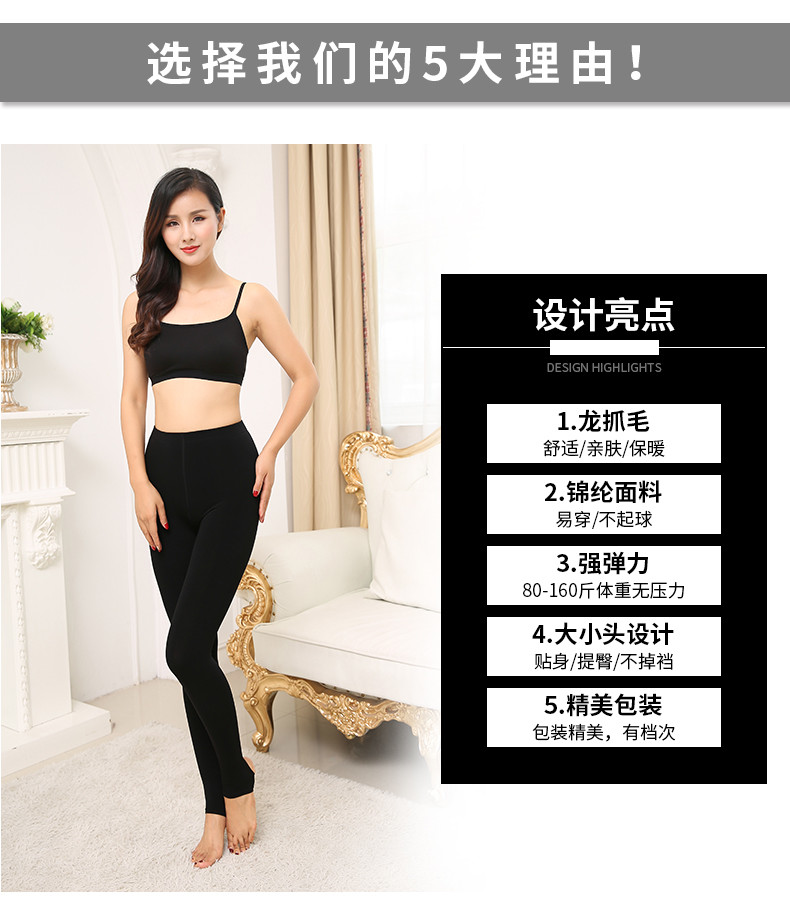 选择我们的5大理由！
设计亮点
DESIGN HIGHLIGHTS
1.龙抓毛
舒适/亲肤/保暖
2.锦纶面料
易穿/不起球
3.强弹力
80-160斤体重无压力
4.大小头设计
贴身/提臀/不掉裆
5.精美包装
包装精美，有档次